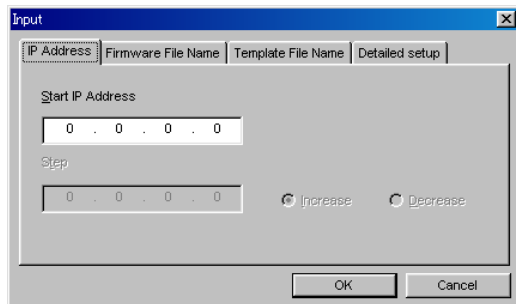 Input
IP Address Firmware File Name Template File Name Detailed setup
Start IP Address
0 . 0 . 0 . 0
Step
0 . 0 . 0 . 0 Increase Decrease
OK Cancel